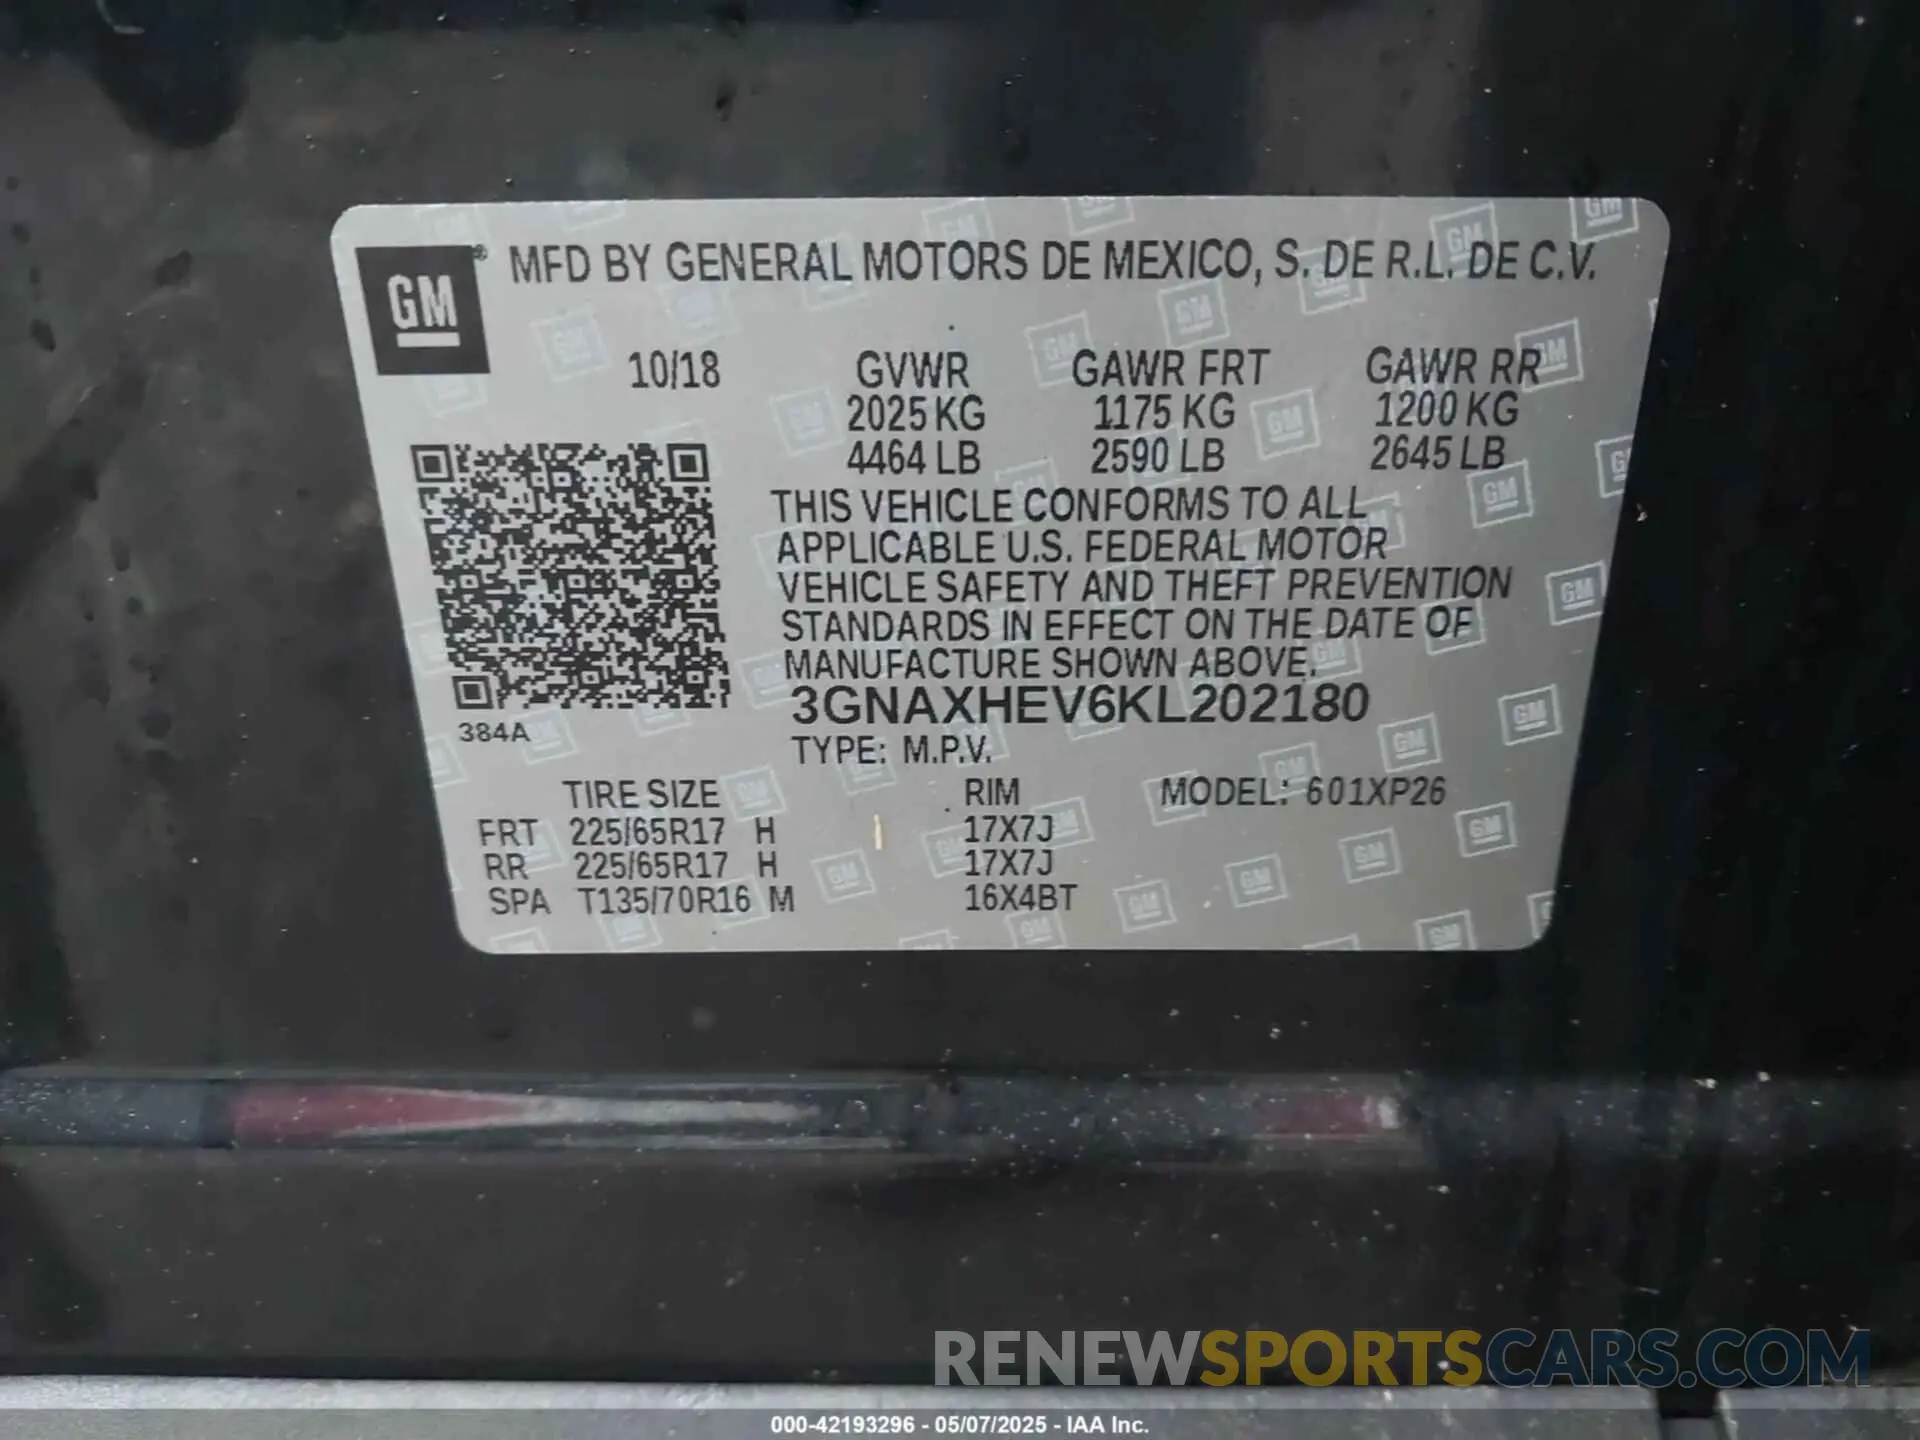 GM® MFD BY GENERAL MOTORS DE MEXICO, S. DE R.L. DE C.V.
10/18 GVWR GAWR FRT GAWR RR
2025 KG 1175 KG 1200 KG
4464 LB 2590 LB 2645 LB
THIS VEHICLE CONFORMS TO ALL
APPLICABLE U.S. FEDERAL MOTOR
VEHICLE SAFETY AND THEFT PREVENTION
STANDARDS IN EFFECT ON THE DATE OF
MANUFACTURE SHOWN ABOVE.
3GNAXHEV6KL202180
384A
TYPE: M.P.V.
TIRE SIZE RIM MODEL: 601XP26
FRT 225/65R17 H 17X7J
RR 225/65R17 H 17X7J
SPA T135/70R16 M 16X4BT
RENEWSPORTSCARS.COM
000-42193296 - 05/07/2025 - IAA Inc.